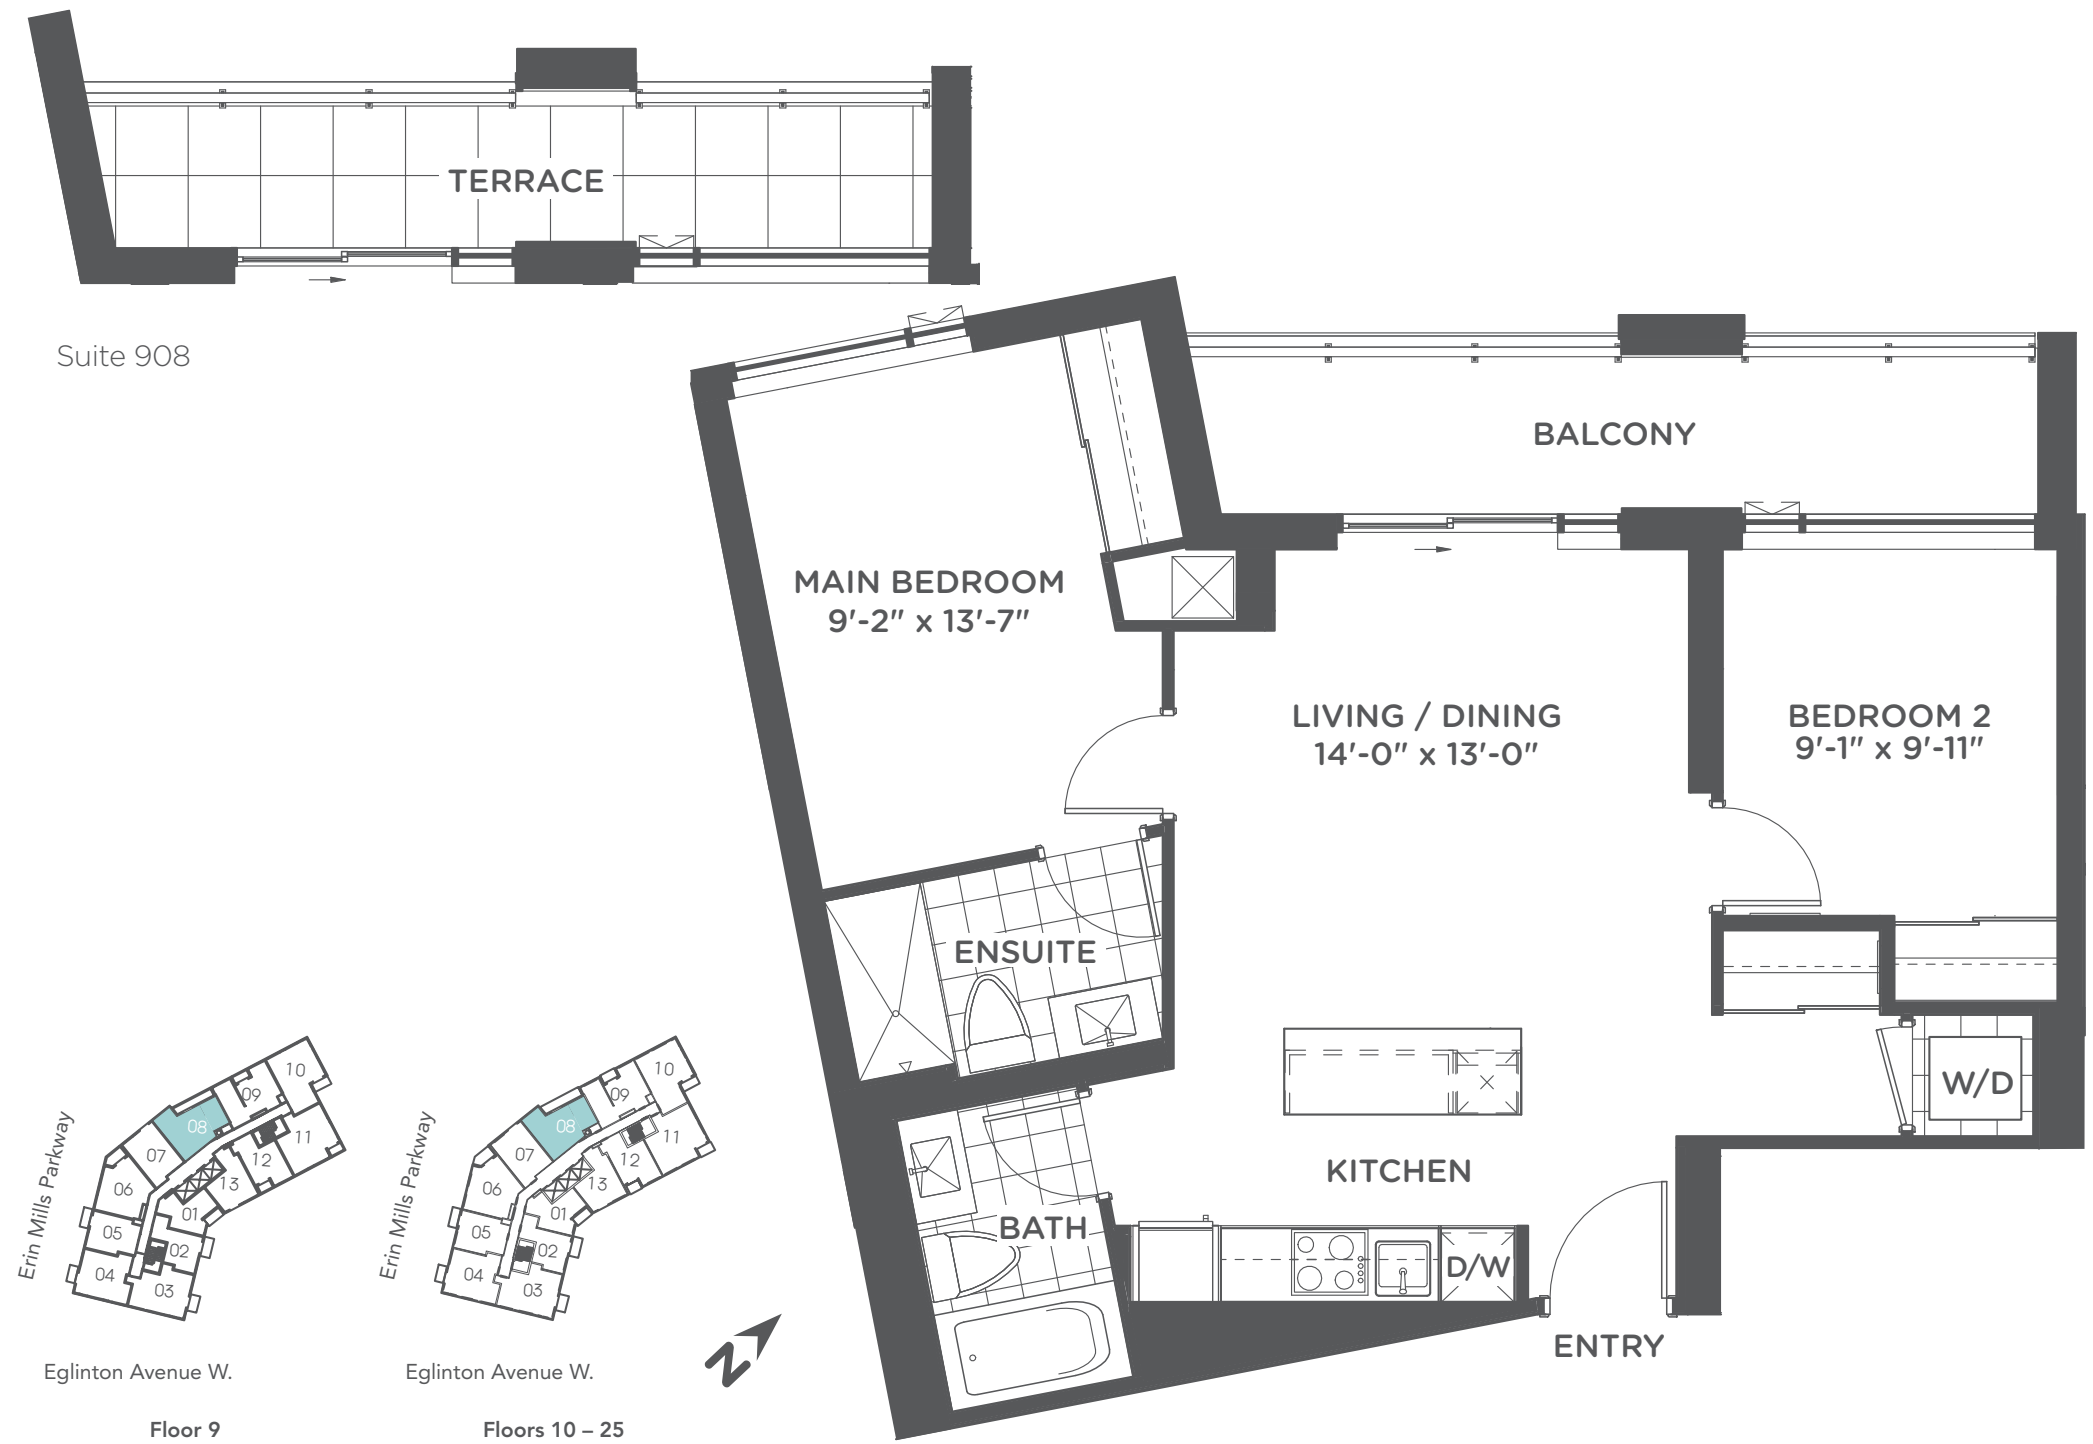 TERRACE
Suite 908
BALCONY
MAIN BEDROOM
9'-2" x 13'-7"
LIVING / DINING
14'-0" x 13'-0"
BEDROOM 2
9'-1" x 9'-11"
ENSUITE
W/D
KITCHEN
BATH
D/W
ENTRY
Erin Mills Parkway
10
09
08
11
07
12
06
13
01
05
02
04
03
Eglinton Avenue W.
Floor 9
Erin Mills Parkway
10
09
08
11
07
12
06
13
01
05
02
04
03
Eglinton Avenue W.
Floors 10 – 25
N